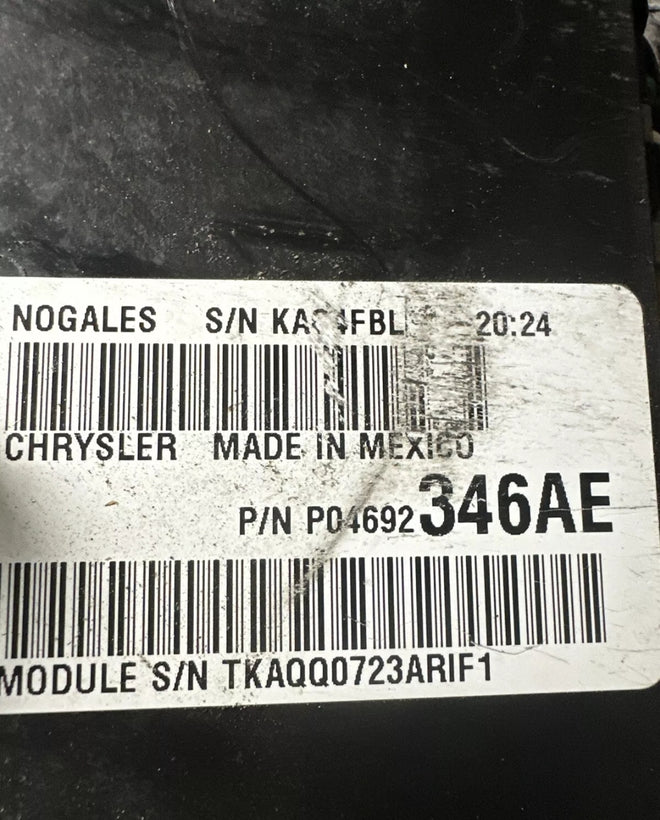 NOGALES S/N 20:24
CHRYSLER MADE IN MEXICO
P/N P04692346AE
MODULE S/N TKAQQ0723ARIF1